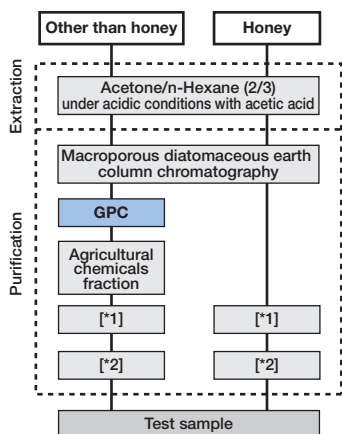 Other than honey
Honey
Extraction
Acetone/n-Hexane (2/3)
under acidic conditions with acetic acid
Purification
Macroporous diatomaceous earth
column chromatography
GPC
Agricultural
chemicals
fraction
[*1]
[*1]
[*2]
[*2]
Test sample